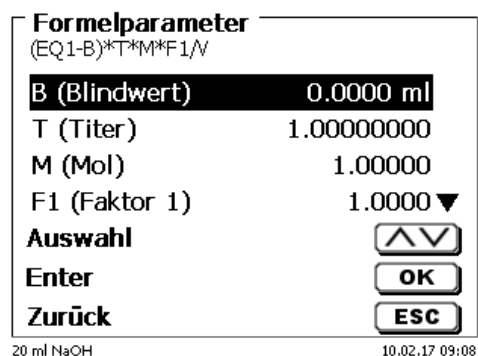 Formelparameter
(EQ1-B)*T*M*F1/V
B (Blindwert) 0.0000 ml
T (Titer) 1.00000000
M (Mol) 1.00000
F1 (Faktor 1) 1.0000 ▼
Auswahl
Enter OK
Zurück ESC
20 ml NaOH 10.02.17 09:08